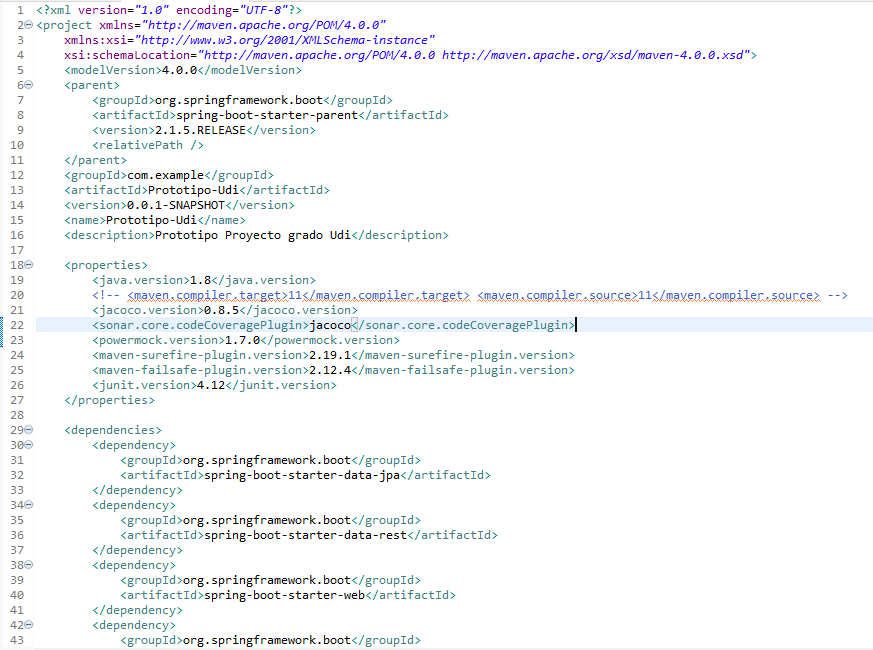 1 <?xml version="1.0" encoding="UTF-8"?>
2 <project xmlns="http://maven.apache.org/POM/4.0.0"
3     xmlns:xsi="http://www.w3.org/2001/XMLSchema-instance"
4     xsi:schemaLocation="http://maven.apache.org/POM/4.0.0 http://maven.apache.org/xsd/maven-4.0.0.xsd">
5     <modelVersion>4.0.0</modelVersion>
6     <parent>
7         <groupId>org.springframework.boot</groupId>
8         <artifactId>spring-boot-starter-parent</artifactId>
9         <version>2.1.5.RELEASE</version>
10         <relativePath />
11     </parent>
12     <groupId>com.example</groupId>
13     <artifactId>Prototipo-Udi</artifactId>
14     <version>0.0.1-SNAPSHOT</version>
15     <name>Prototipo-Udi</name>
16     <description>Prototipo Proyecto grado Udi</description>
17
18     <properties>
19         <java.version>1.8</java.version>
20         <!-- <maven.compiler.target>11</maven.compiler.target> <maven.compiler.source>11</maven.compiler.source> -->
21         <jacoco.version>0.8.5</jacoco.version>
22         <sonar.core.codeCoveragePlugin>jacoco</sonar.core.codeCoveragePlugin>
23         <powermock.version>1.7.0</powermock.version>
24         <maven-surefire-plugin.version>2.19.1</maven-surefire-plugin.version>
25         <maven-failsafe-plugin.version>2.12.4</maven-failsafe-plugin.version>
26         <junit.version>4.12</junit.version>
27     </properties>
28
29     <dependencies>
30         <dependency>
31             <groupId>org.springframework.boot</groupId>
32             <artifactId>spring-boot-starter-data-jpa</artifactId>
33         </dependency>
34         <dependency>
35             <groupId>org.springframework.boot</groupId>
36             <artifactId>spring-boot-starter-data-rest</artifactId>
37         </dependency>
38         <dependency>
39             <groupId>org.springframework.boot</groupId>
40             <artifactId>spring-boot-starter-web</artifactId>
41         </dependency>
42         <dependency>
43             <groupId>org.springframework.boot</groupId>